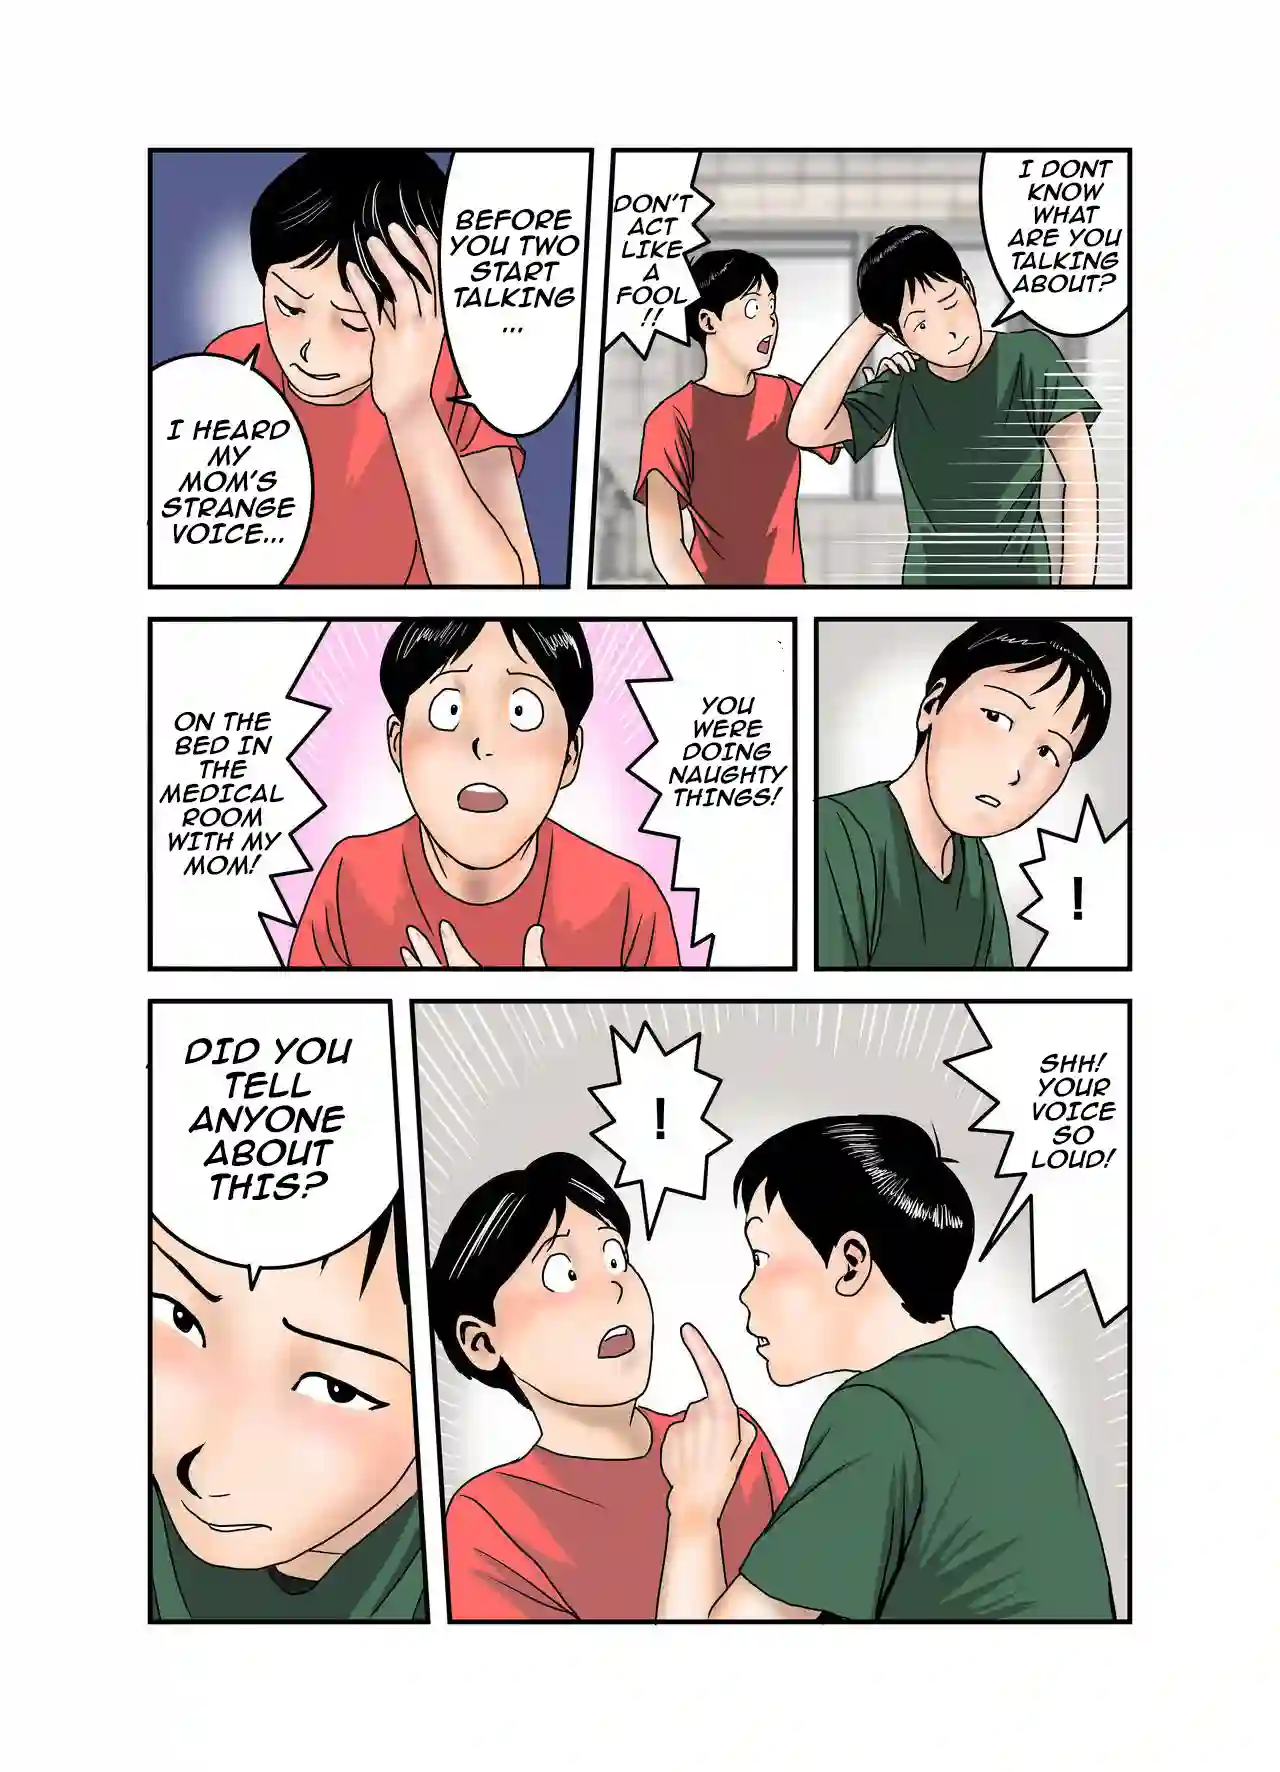 I DONT
KNOW
WHAT
ARE YOU
TALKING
ABOUT?
DON'T
ACT
LIKE
A
FOOL
!!
BEFORE
YOU TWO
START
TALKING
...
I HEARD
MY
MOM'S
STRANGE
VOICE...
!
YOU
WERE
DOING
NAUGHTY
THINGS!
ON THE
BED IN
THE
MEDICAL
ROOM
WITH MY
MOM!
SHH!
YOUR
VOICE
SO
LOUD!
!
DID YOU
TELL
ANYONE
ABOUT
THIS?